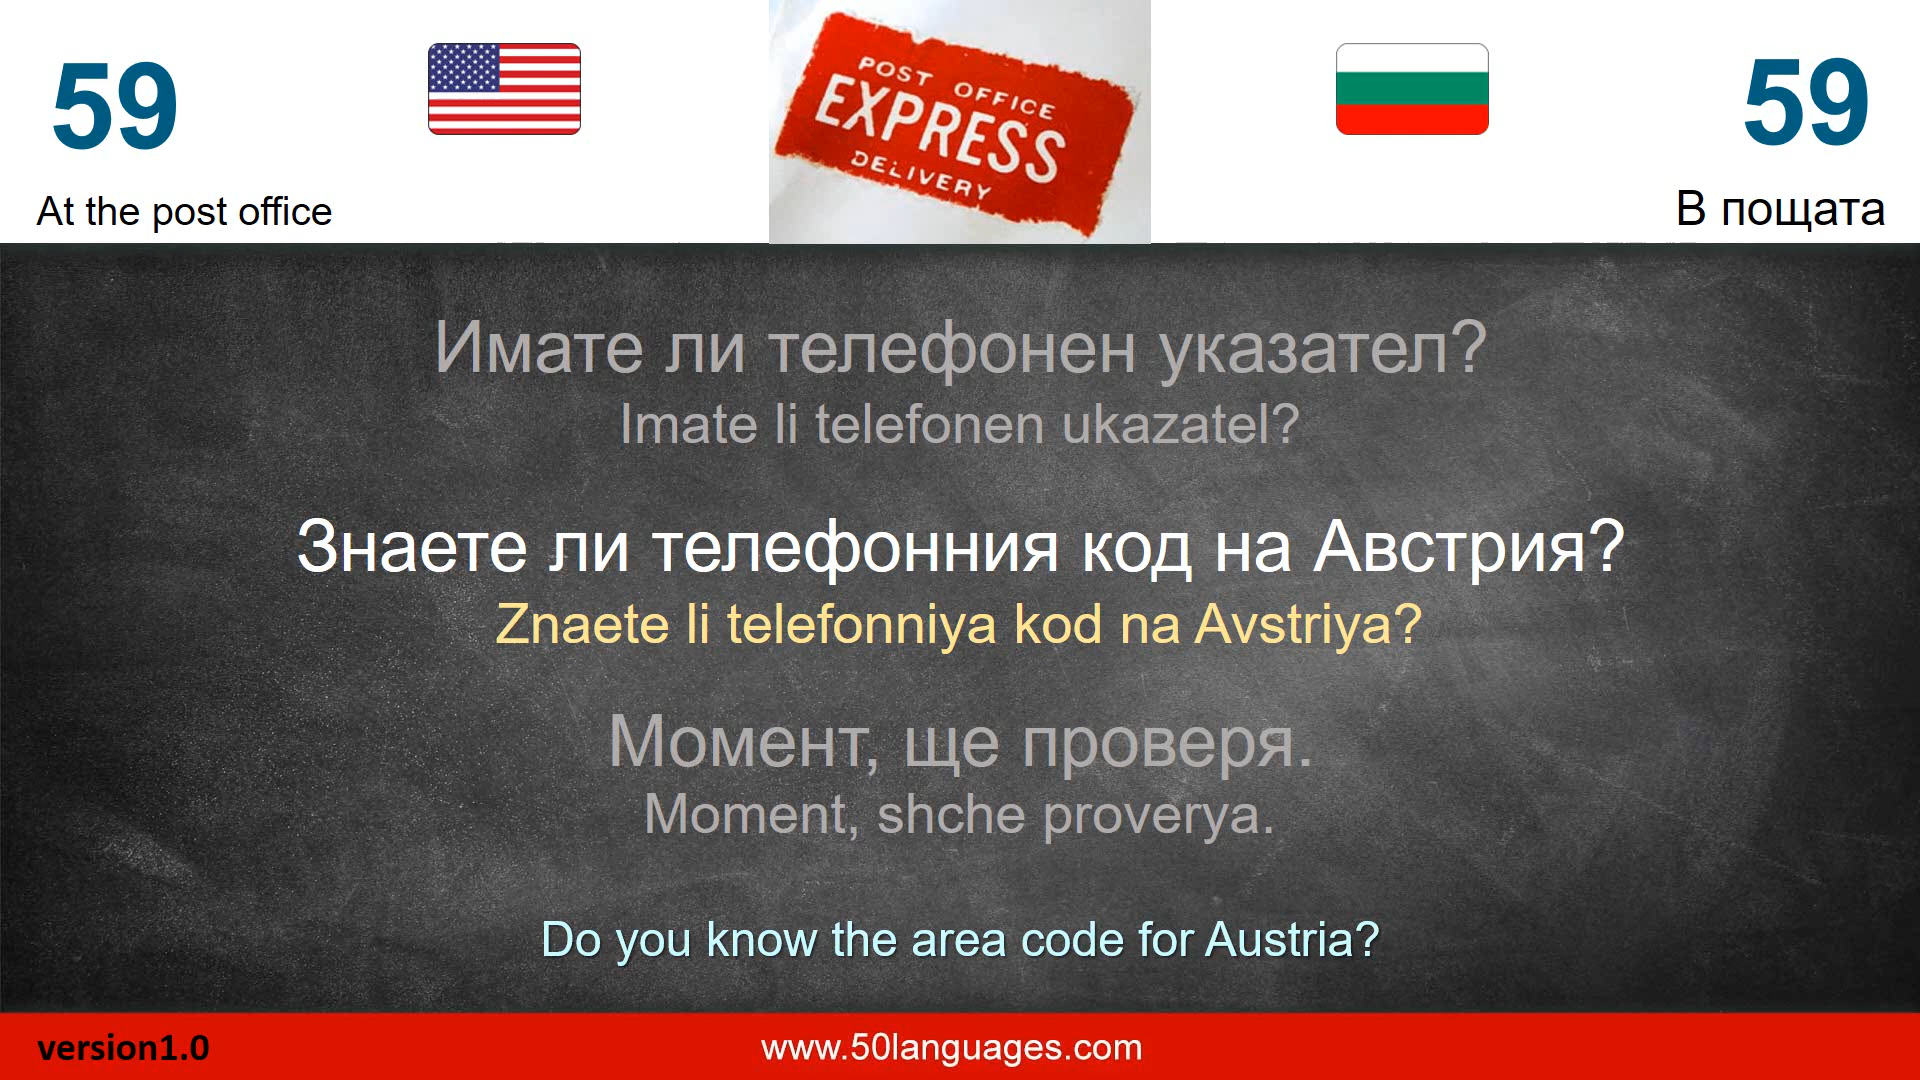 59
At the post office
POST OFFICE
EXPRESS
DELIVERY
59
В пощата
Имате ли телефонен указател?
Imate li telefonen ukazatel?
Знаете ли телефонния код на Австрия?
Znaete li telefonniya kod na Avstriya?
Момент, ще проверя.
Moment, shche proverya.
Do you know the area code for Austria?
version1.0
www.50languages.com